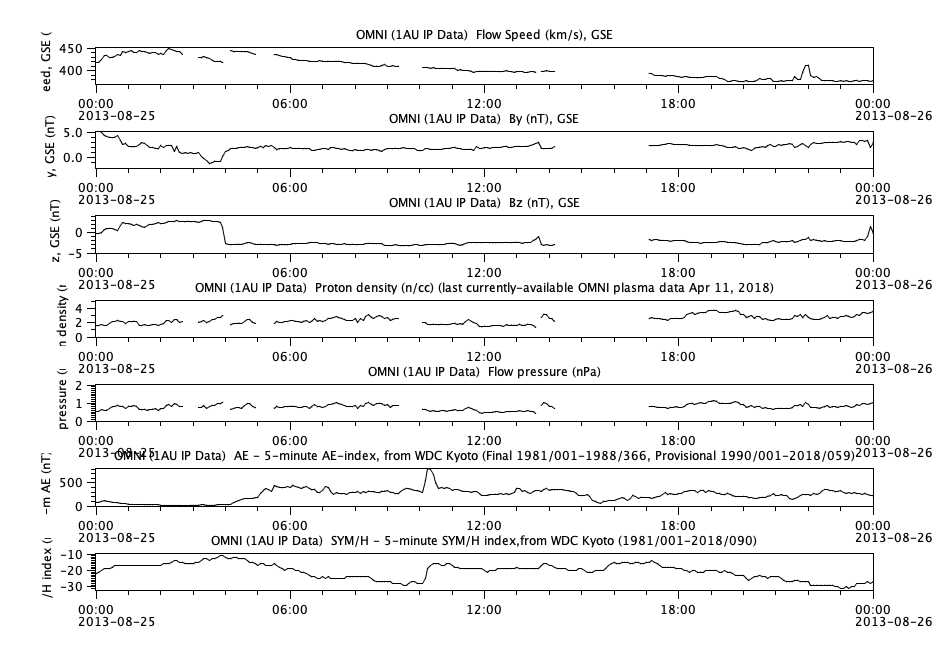 OMNI (1AU IP Data) Flow Speed (km/s), GSE
eed, GSE (
450
400
00:00 06:00 12:00 18:00 00:00
2013-08-25 2013-08-26
OMNI (1AU IP Data) By (nT), GSE
y, GSE (nT)
5.0
0.0
00:00 06:00 12:00 18:00 00:00
2013-08-25 2013-08-26
OMNI (1AU IP Data) Bz (nT), GSE
z, GSE (nT)
0
-5
00:00 06:00 12:00 18:00 00:00
2013-08-25 2013-08-26
OMNI (1AU IP Data) Proton density (n/cc) (last currently-available OMNI plasma data Apr 11, 2018)
n density (
4
2
0
00:00 06:00 12:00 18:00 00:00
2013-08-25 2013-08-26
OMNI (1AU IP Data) Flow pressure (nPa)
pressure (
2
1
0
00:00 06:00 12:00 18:00 00:00
2013-08-25 2013-08-26
OMNI (1AU IP Data) AE - 5-minute AE-index, from WDC Kyoto (Final 1981/001-1988/366, Provisional 1990/001-2018/059)
-m AE (nT)
500
0
00:00 06:00 12:00 18:00 00:00
2013-08-25 2013-08-26
OMNI (1AU IP Data) SYM/H - 5-minute SYM/H index,from WDC Kyoto (1981/001-2018/090)
/H index (
-10
-20
-30
00:00 06:00 12:00 18:00 00:00
2013-08-25 2013-08-26